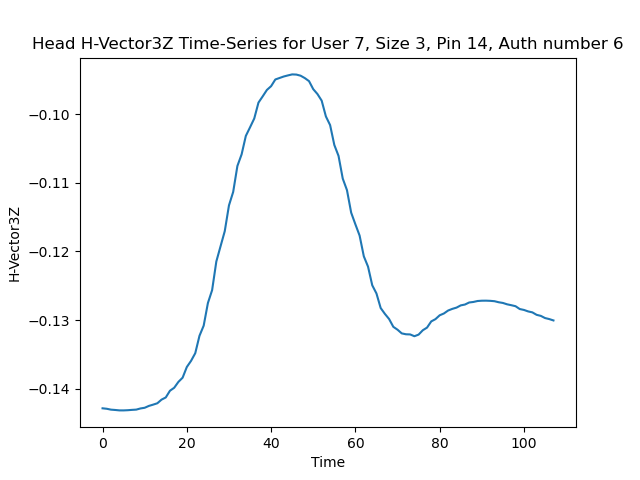 Head H-Vector3Z Time-Series for User 7, Size 3, Pin 14, Auth number 6
H-Vector3Z
−0.10
−0.11
−0.12
−0.13
−0.14
0 20 40 60 80 100
Time